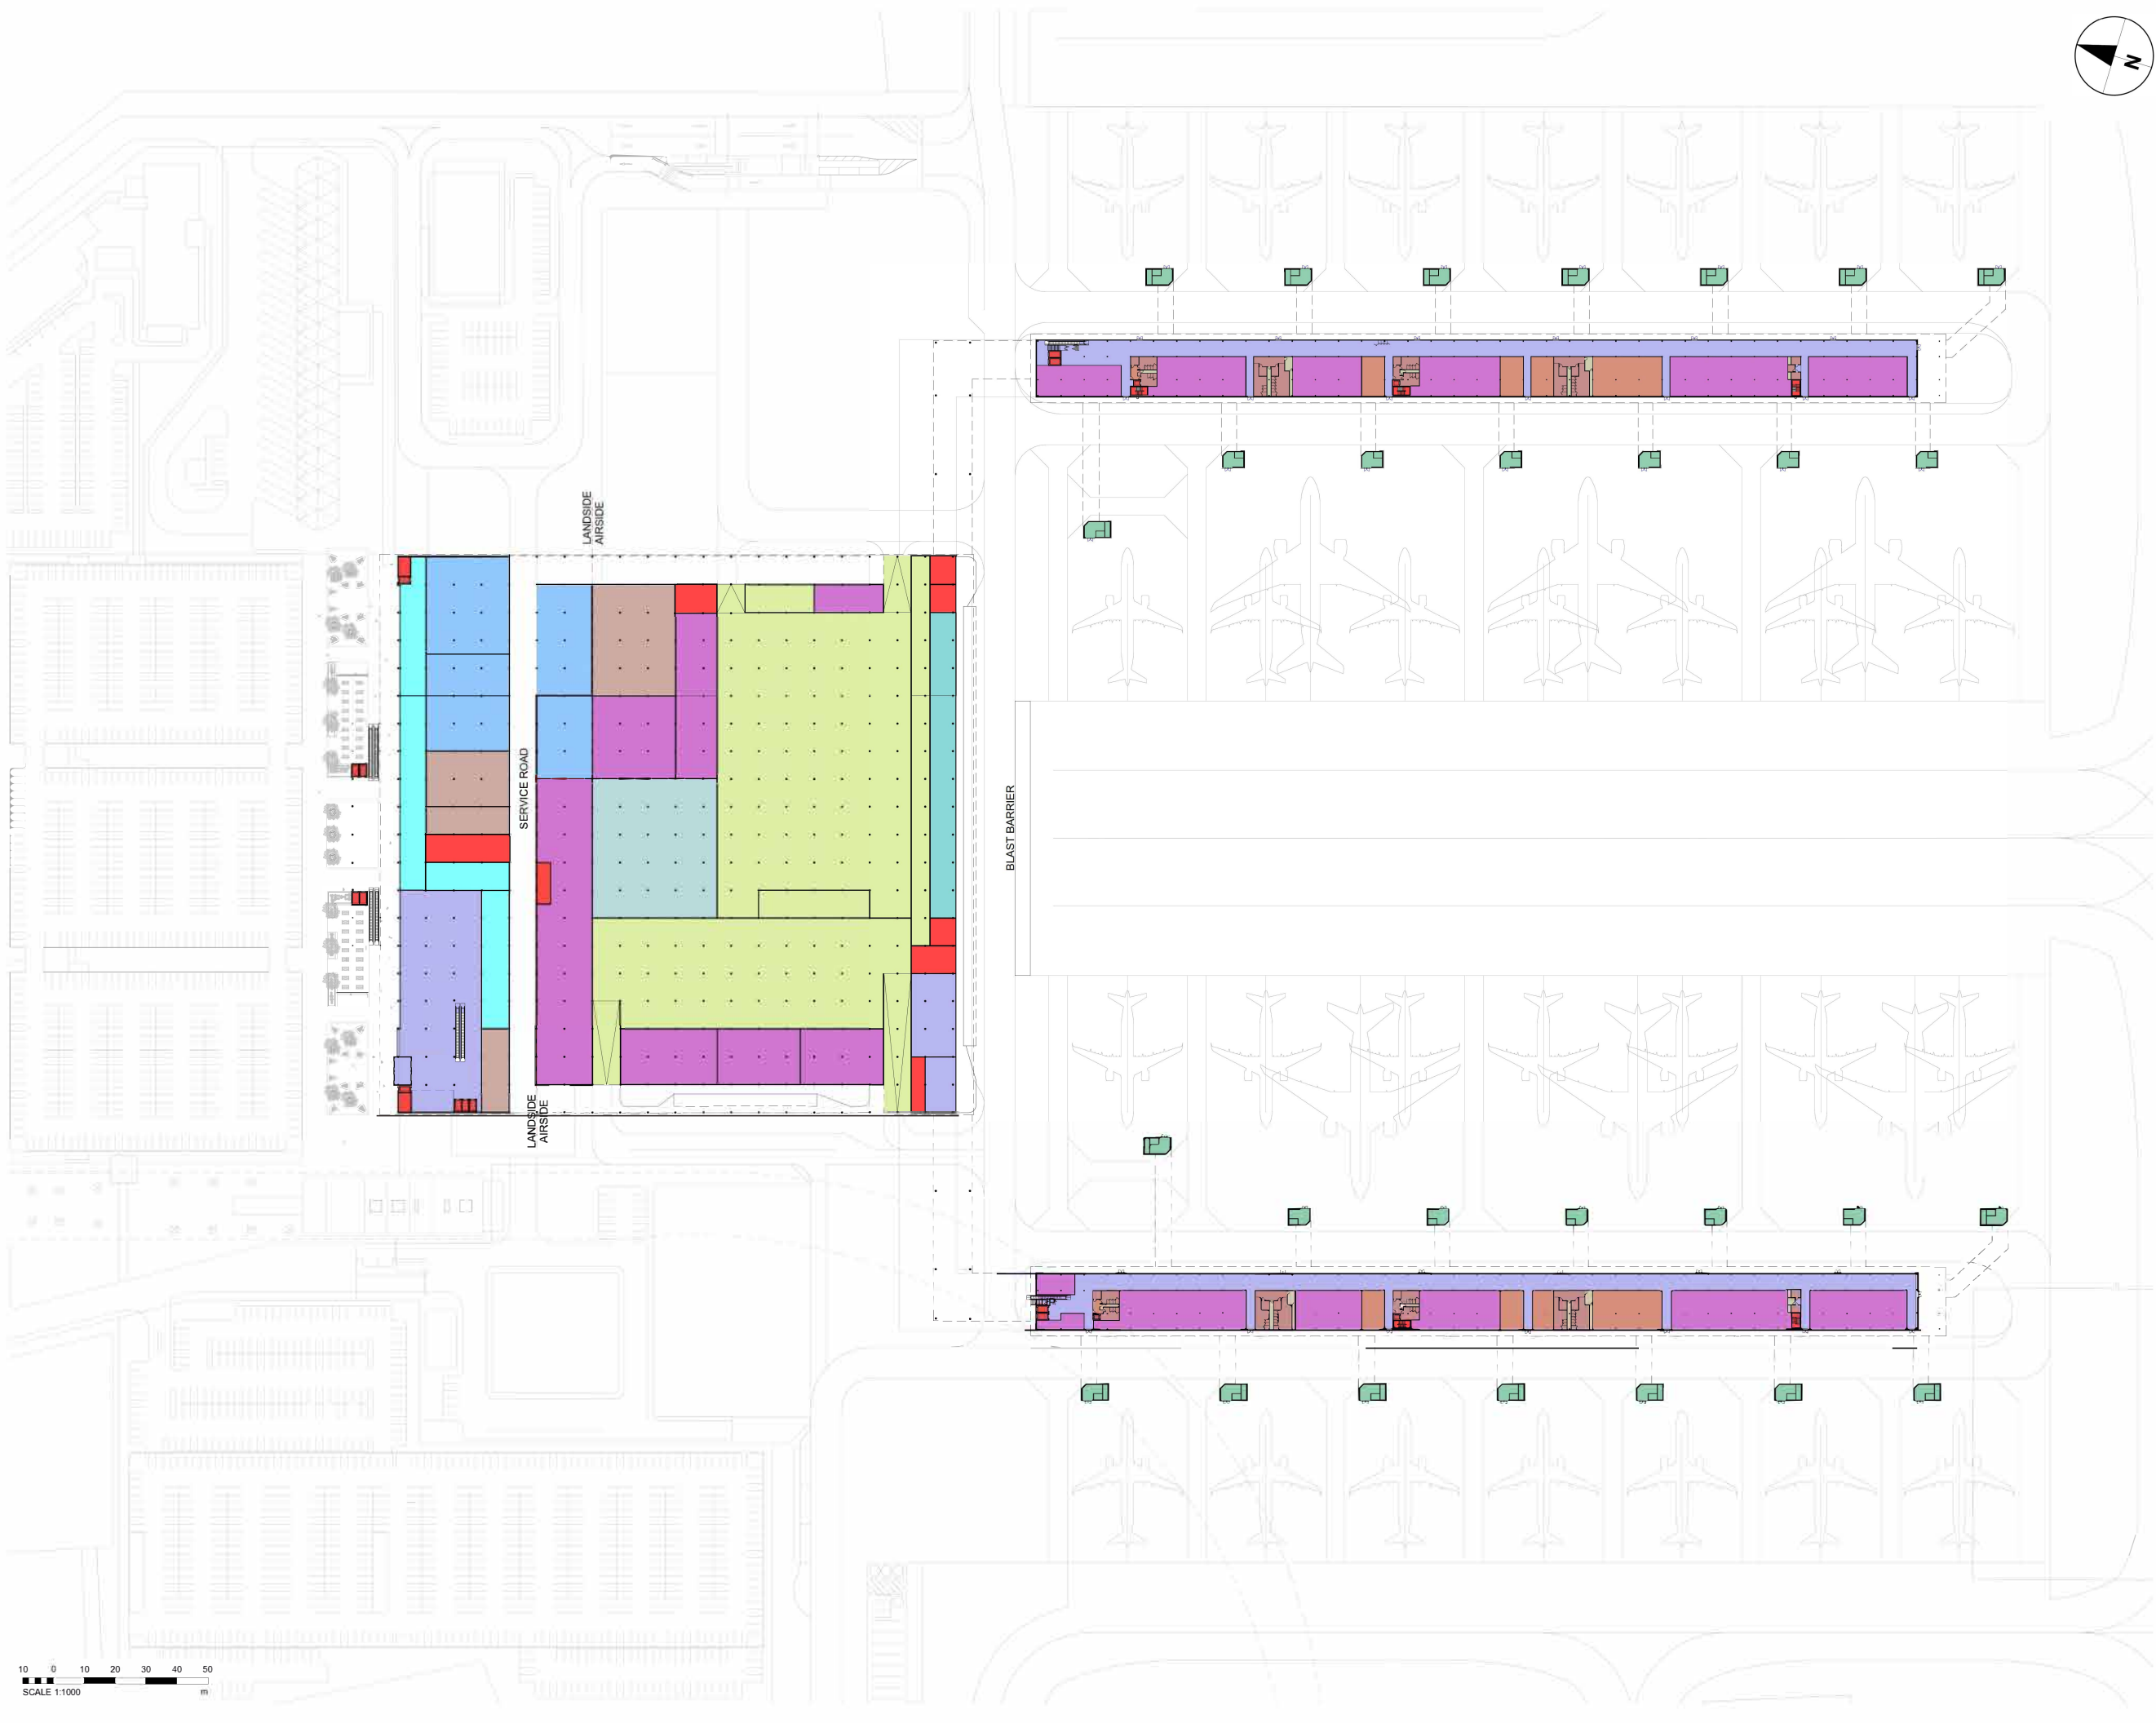 N
LANDSIDE
AIRSIDE
SERVICE ROAD
BLAST BARRIER
LANDSIDE
AIRSIDE
10 0 10 20 30 40 50
SCALE 1:1000 m